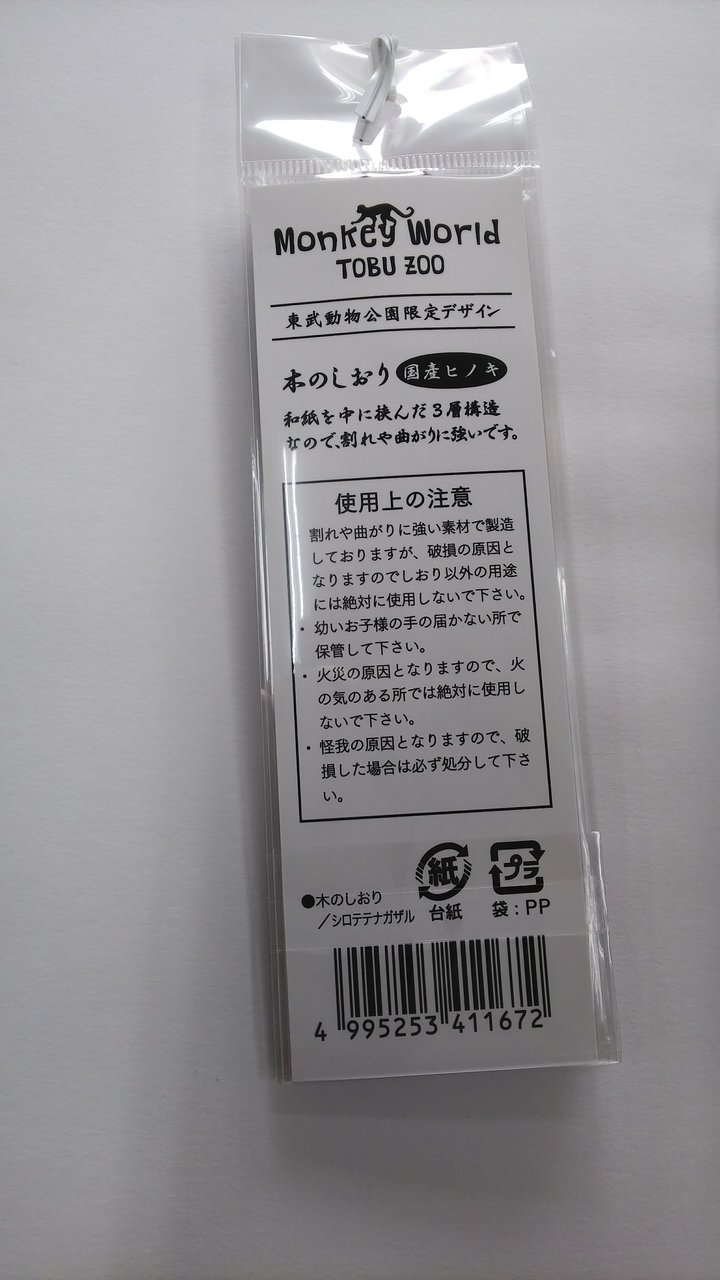 Monkey World
TOBU ZOO
東武動物公園限定デザイン
木のしおり 国産ヒノキ
和紙を中に挟んだ3層構造
なので、割れや曲がりに強いです。
使用上の注意
割れや曲がりに強い素材で製造
しておりますが、破損の原因と
なりますのでしおり以外の用途
には絶対に使用しないで下さい。
・幼いお子様の手の届かない所で
保管して下さい。
・火災の原因となりますので、火
の気のある所では絶対に使用し
ないで下さい。
・怪我の原因となりますので、破
損した場合は必ず処分して下さ
い。
●木のしおり
/シロテテナガザル
紙
台紙
プラ
袋:PP
4 995253 411672